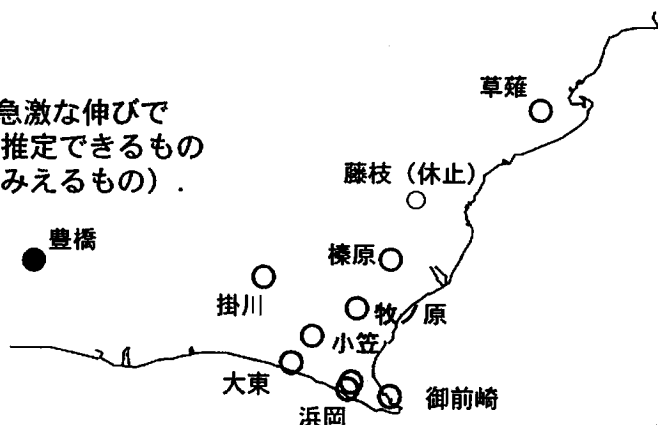 草薙
急激な伸びで
推定できるもの
みえるもの）．
藤枝（休止）
豊橋
榛原
掛川
牧ノ原
小笠
大東
御前崎
浜岡